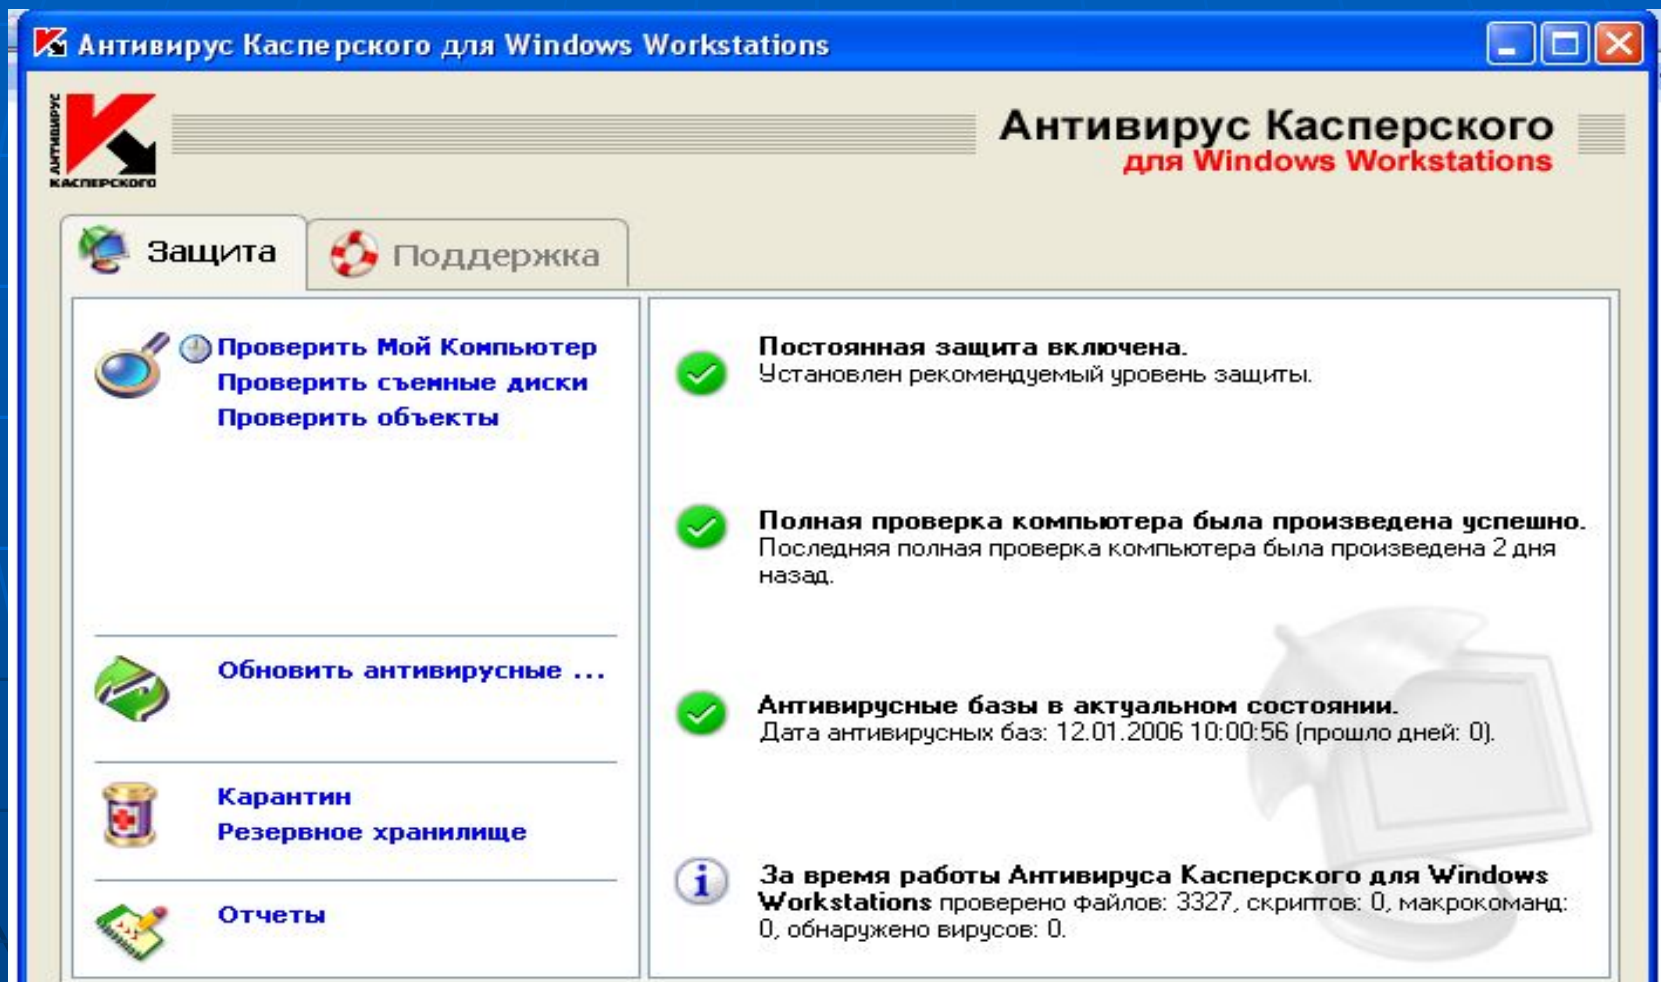 Антивирус Касперского для Windows Workstations
АНТИВИРУС
КАСПЕРСКОГО
Антивирус Касперского
для Windows Workstations
Защита
Поддержка
Проверить Мой Компьютер
Проверить съемные диски
Проверить объекты
Обновить антивирусные ...
Карантин
Резервное хранилище
Отчеты
Постоянная защита включена.
Установлен рекомендуемый уровень защиты.
Полная проверка компьютера была произведена успешно.
Последняя полная проверка компьютера была произведена 2 дня
назад.
Антивирусные базы в актуальном состоянии.
Дата антивирусных баз: 12.01.2006 10:00:56 (прошло дней: 0).
За время работы Антивируса Касперского для Windows
Workstations проверено файлов: 3327, скриптов: 0, макрокоманд:
0, обнаружено вирусов: 0.